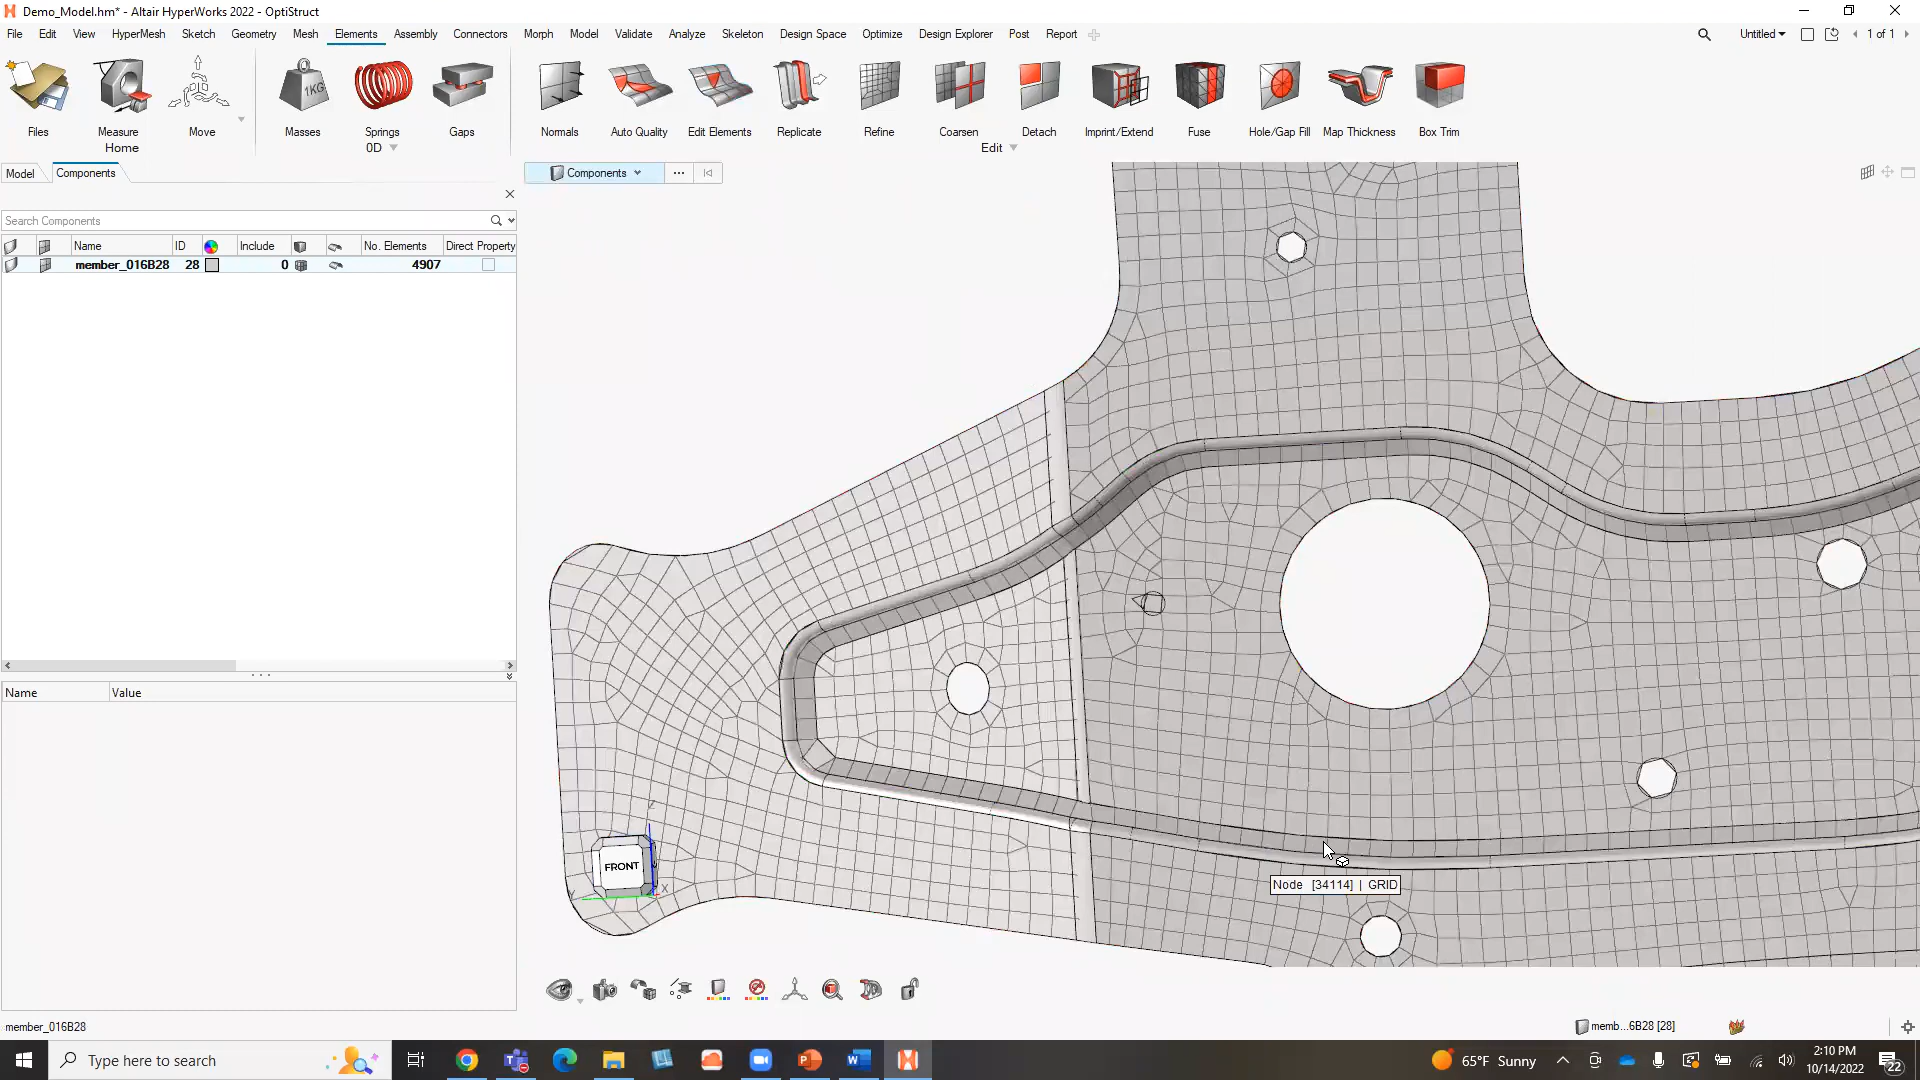 Demo_Model.hm* - Altair HyperWorks 2022 - OptiStruct
File Edit View HyperMesh Sketch Geometry Mesh Elements Assembly Connectors Morph Model Validate Analyze Skeleton Design Space Optimize Design Explorer Post Report Untitled 1 of 1
1KG
Files Measure Move Masses Springs Gaps Normals Auto Quality Edit Elements Replicate Refine Coarsen Detach Imprint/Extend Fuse Hole/Gap Fill Map Thickness Box Trim
Home 0D Edit
Model Components Components
Search Components
Name ID Include No. Elements Direct Property
member_016B28 28 0 4907
Name Value
Z
FRONT
Y X
Node [34114] | GRID
member_016B28 memb...6B28 [28]
Type here to search 65°F Sunny 2:10 PM
10/14/2022 22